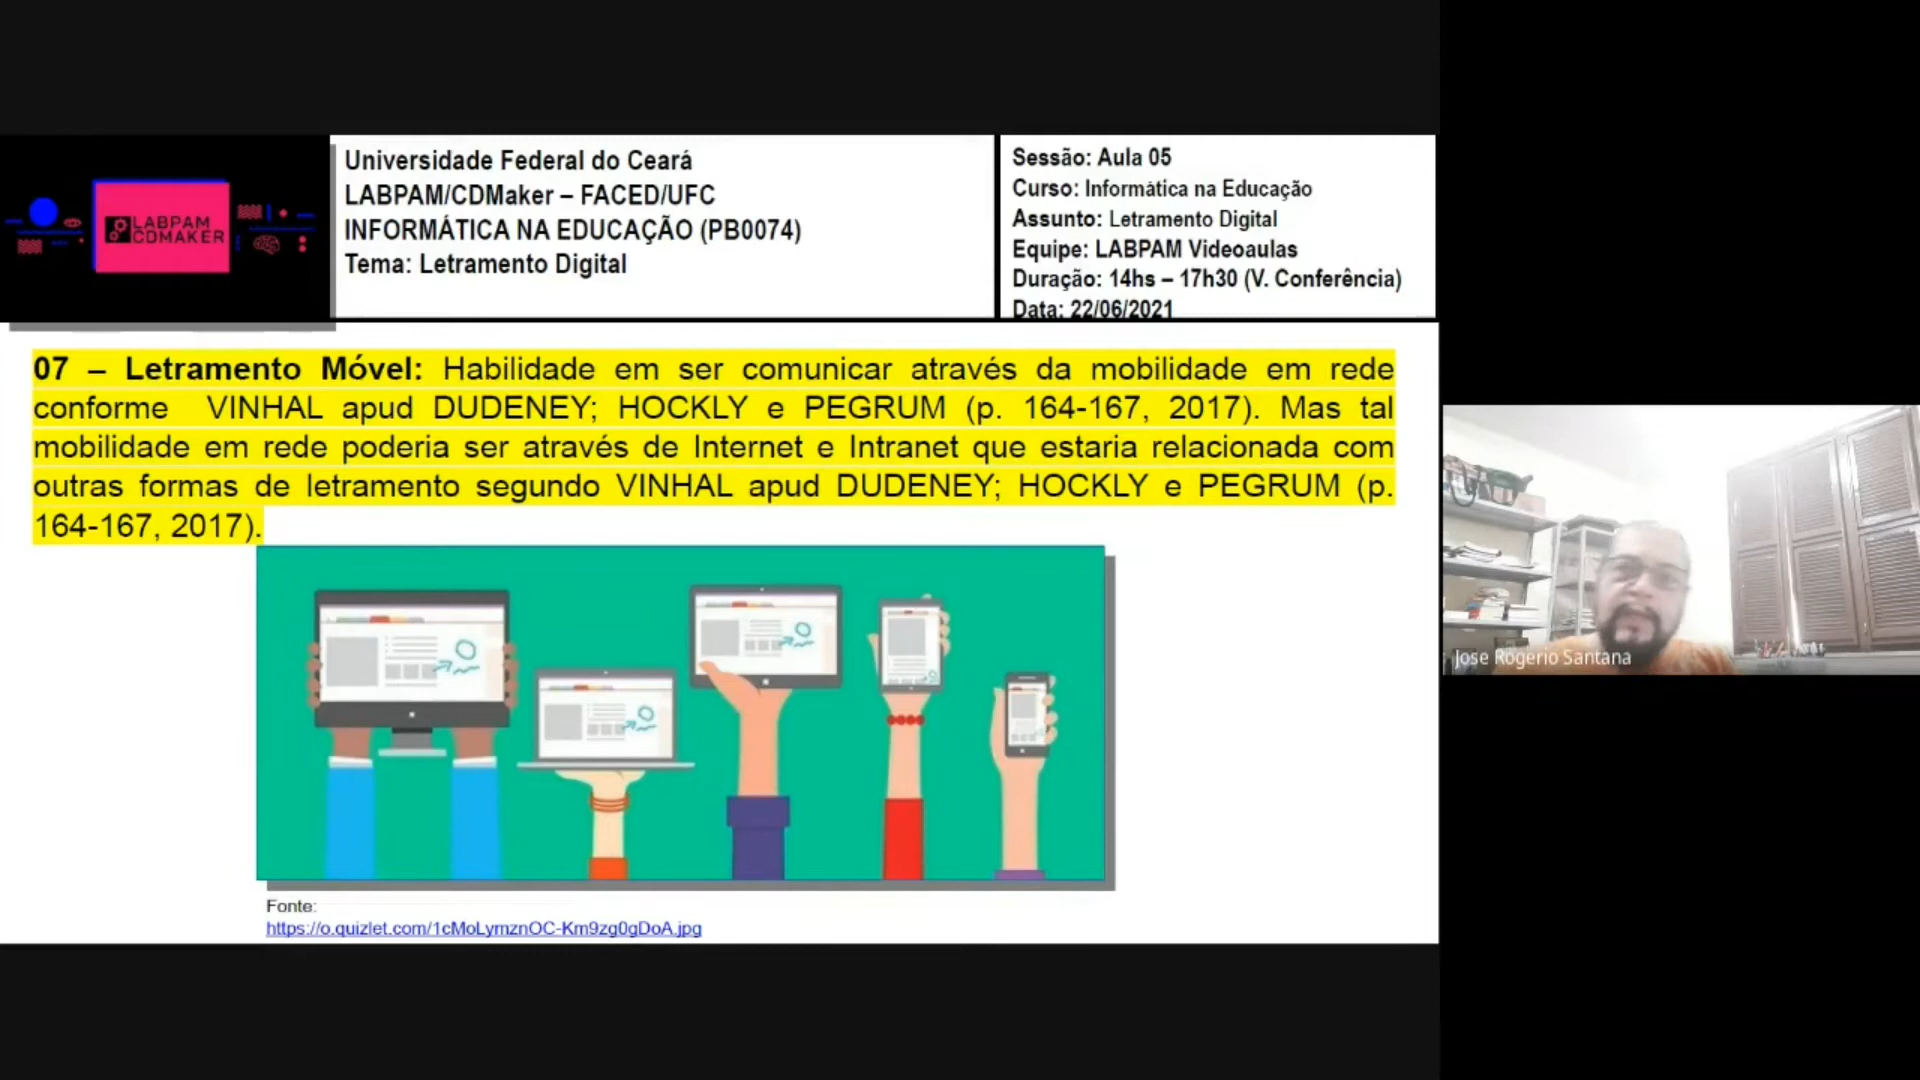 LABPAM
CDMAKER
Universidade Federal do Ceará
LABPAM/CDMaker – FACED/UFC
INFORMÁTICA NA EDUCAÇÃO (PB0074)
Tema: Letramento Digital
Sessão: Aula 05
Curso: Informàtica na Educação
Assunto: Letramento Digital
Equipe: LABPAM Videoaulas
Duração: 14hs – 17h30 (V. Conferência)
Data: 22/06/2021
07 – Letramento Móvel: Habilidade em ser comunicar através da mobilidade em rede
conforme VINHAL apud DUDENEY; HOCKLY e PEGRUM (p. 164-167, 2017). Mas tal
mobilidade em rede poderia ser através de Internet e Intranet que estaria relacionada com
outras formas de letramento segundo VINHAL apud DUDENEY; HOCKLY e PEGRUM (p.
164-167, 2017).
Fonte:
https://o.quizlet.com/1cMoLymznOC-Km9zg0gDoA.jpg
Jose Rogerio Santana